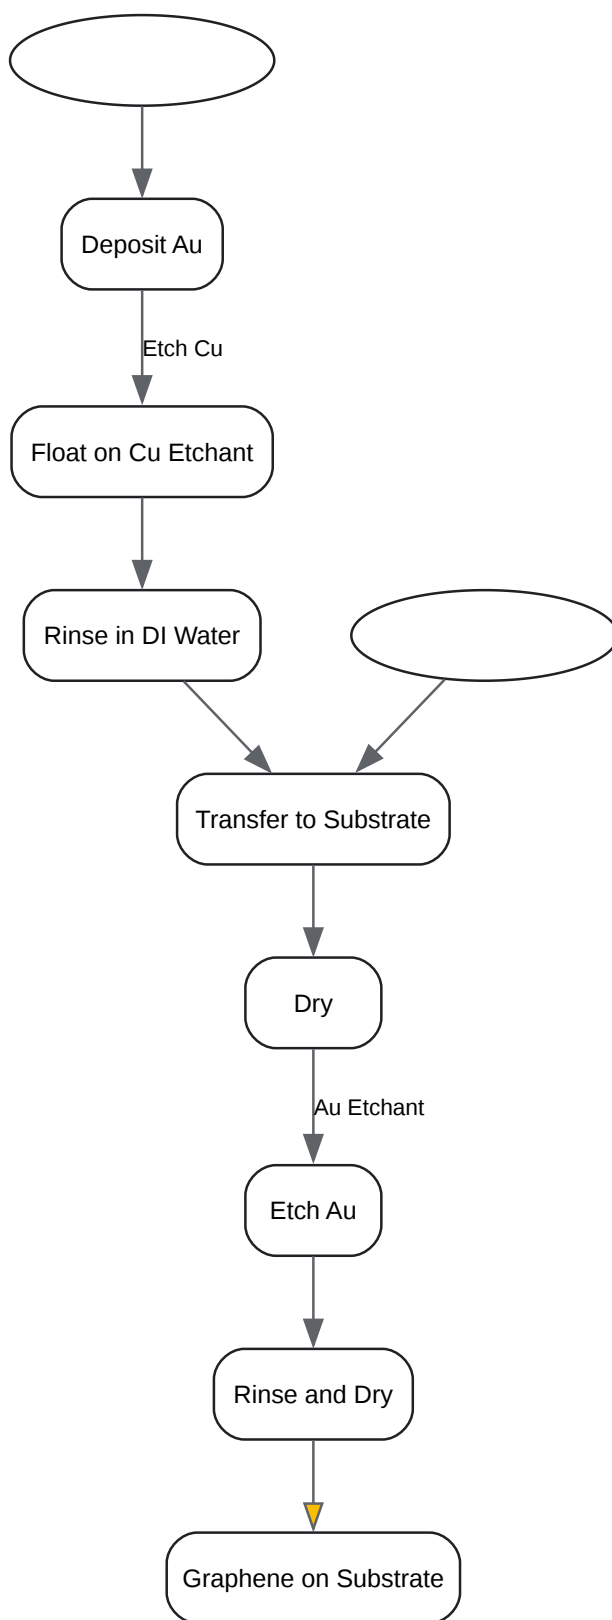 Deposit Au
Etch Cu
Float on Cu Etchant
Rinse in DI Water
Transfer to Substrate
Dry
Au Etchant
Etch Au
Rinse and Dry
Graphene on Substrate